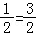 1/2 = 3/2